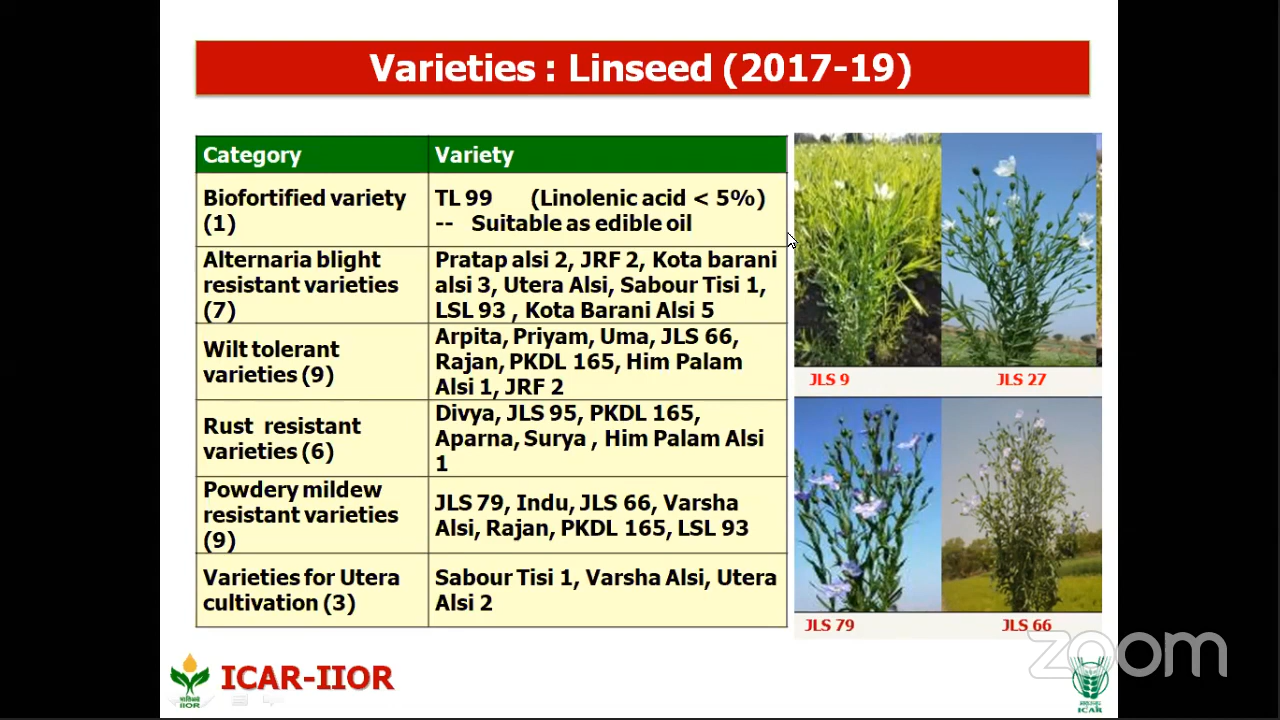 Varieties : Linseed (2017-19)
Category
Variety
Biofortified variety
(1)
TL 99 (Linolenic acid < 5%)
-- Suitable as edible oil
Alternaria blight
resistant varieties
(7)
Pratap alsi 2, JRF 2, Kota barani
alsi 3, Utera Alsi, Sabour Tisi 1,
LSL 93 , Kota Barani Alsi 5
Wilt tolerant
varieties (9)
Arpita, Priyam, Uma, JLS 66,
Rajan, PKDL 165, Him Palam
Alsi 1, JRF 2
Rust resistant
varieties (6)
Divya, JLS 95, PKDL 165,
Aparna, Surya , Him Palam Alsi
1
Powdery mildew
resistant varieties
(9)
JLS 79, Indu, JLS 66, Varsha
Alsi, Rajan, PKDL 165, LSL 93
Varieties for Utera
cultivation (3)
Sabour Tisi 1, Varsha Alsi, Utera
Alsi 2
JLS 9
JLS 27
JLS 79
JLS 66
zoom
ICAR-IIOR
IIOR
ICAR